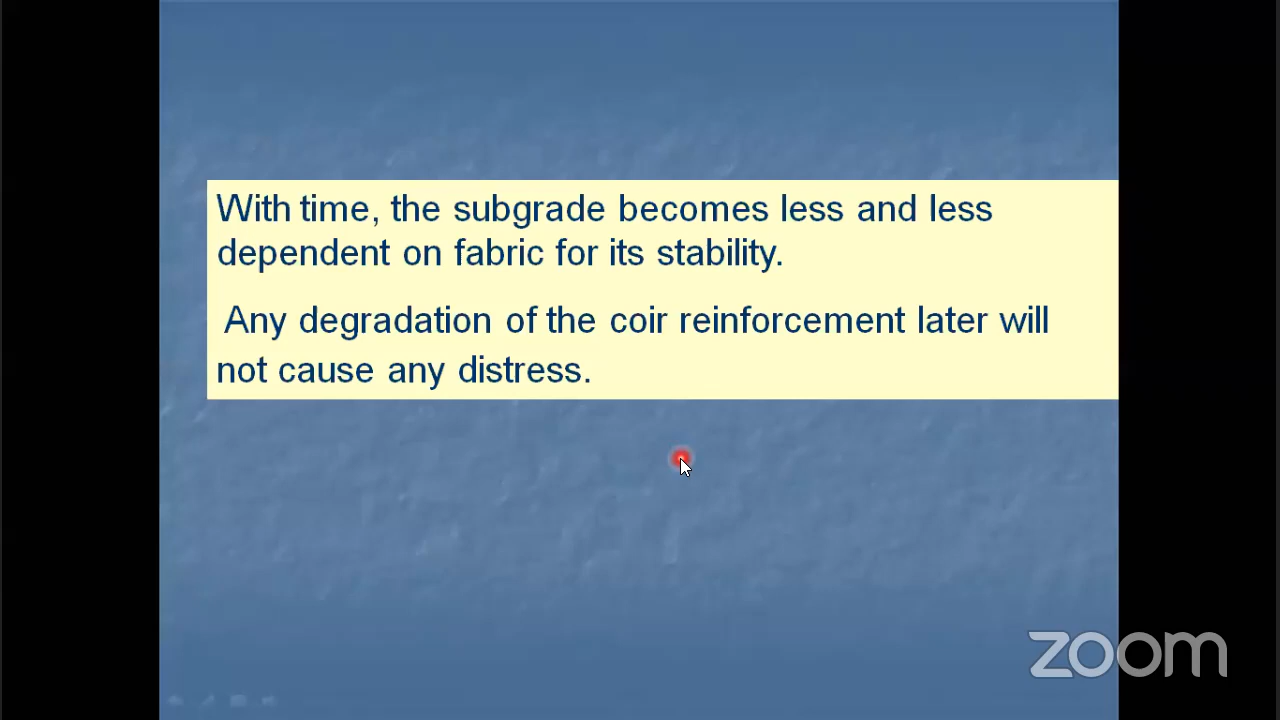 With time, the subgrade becomes less and less
dependent on fabric for its stability.
Any degradation of the coir reinforcement later will
not cause any distress.
zoom